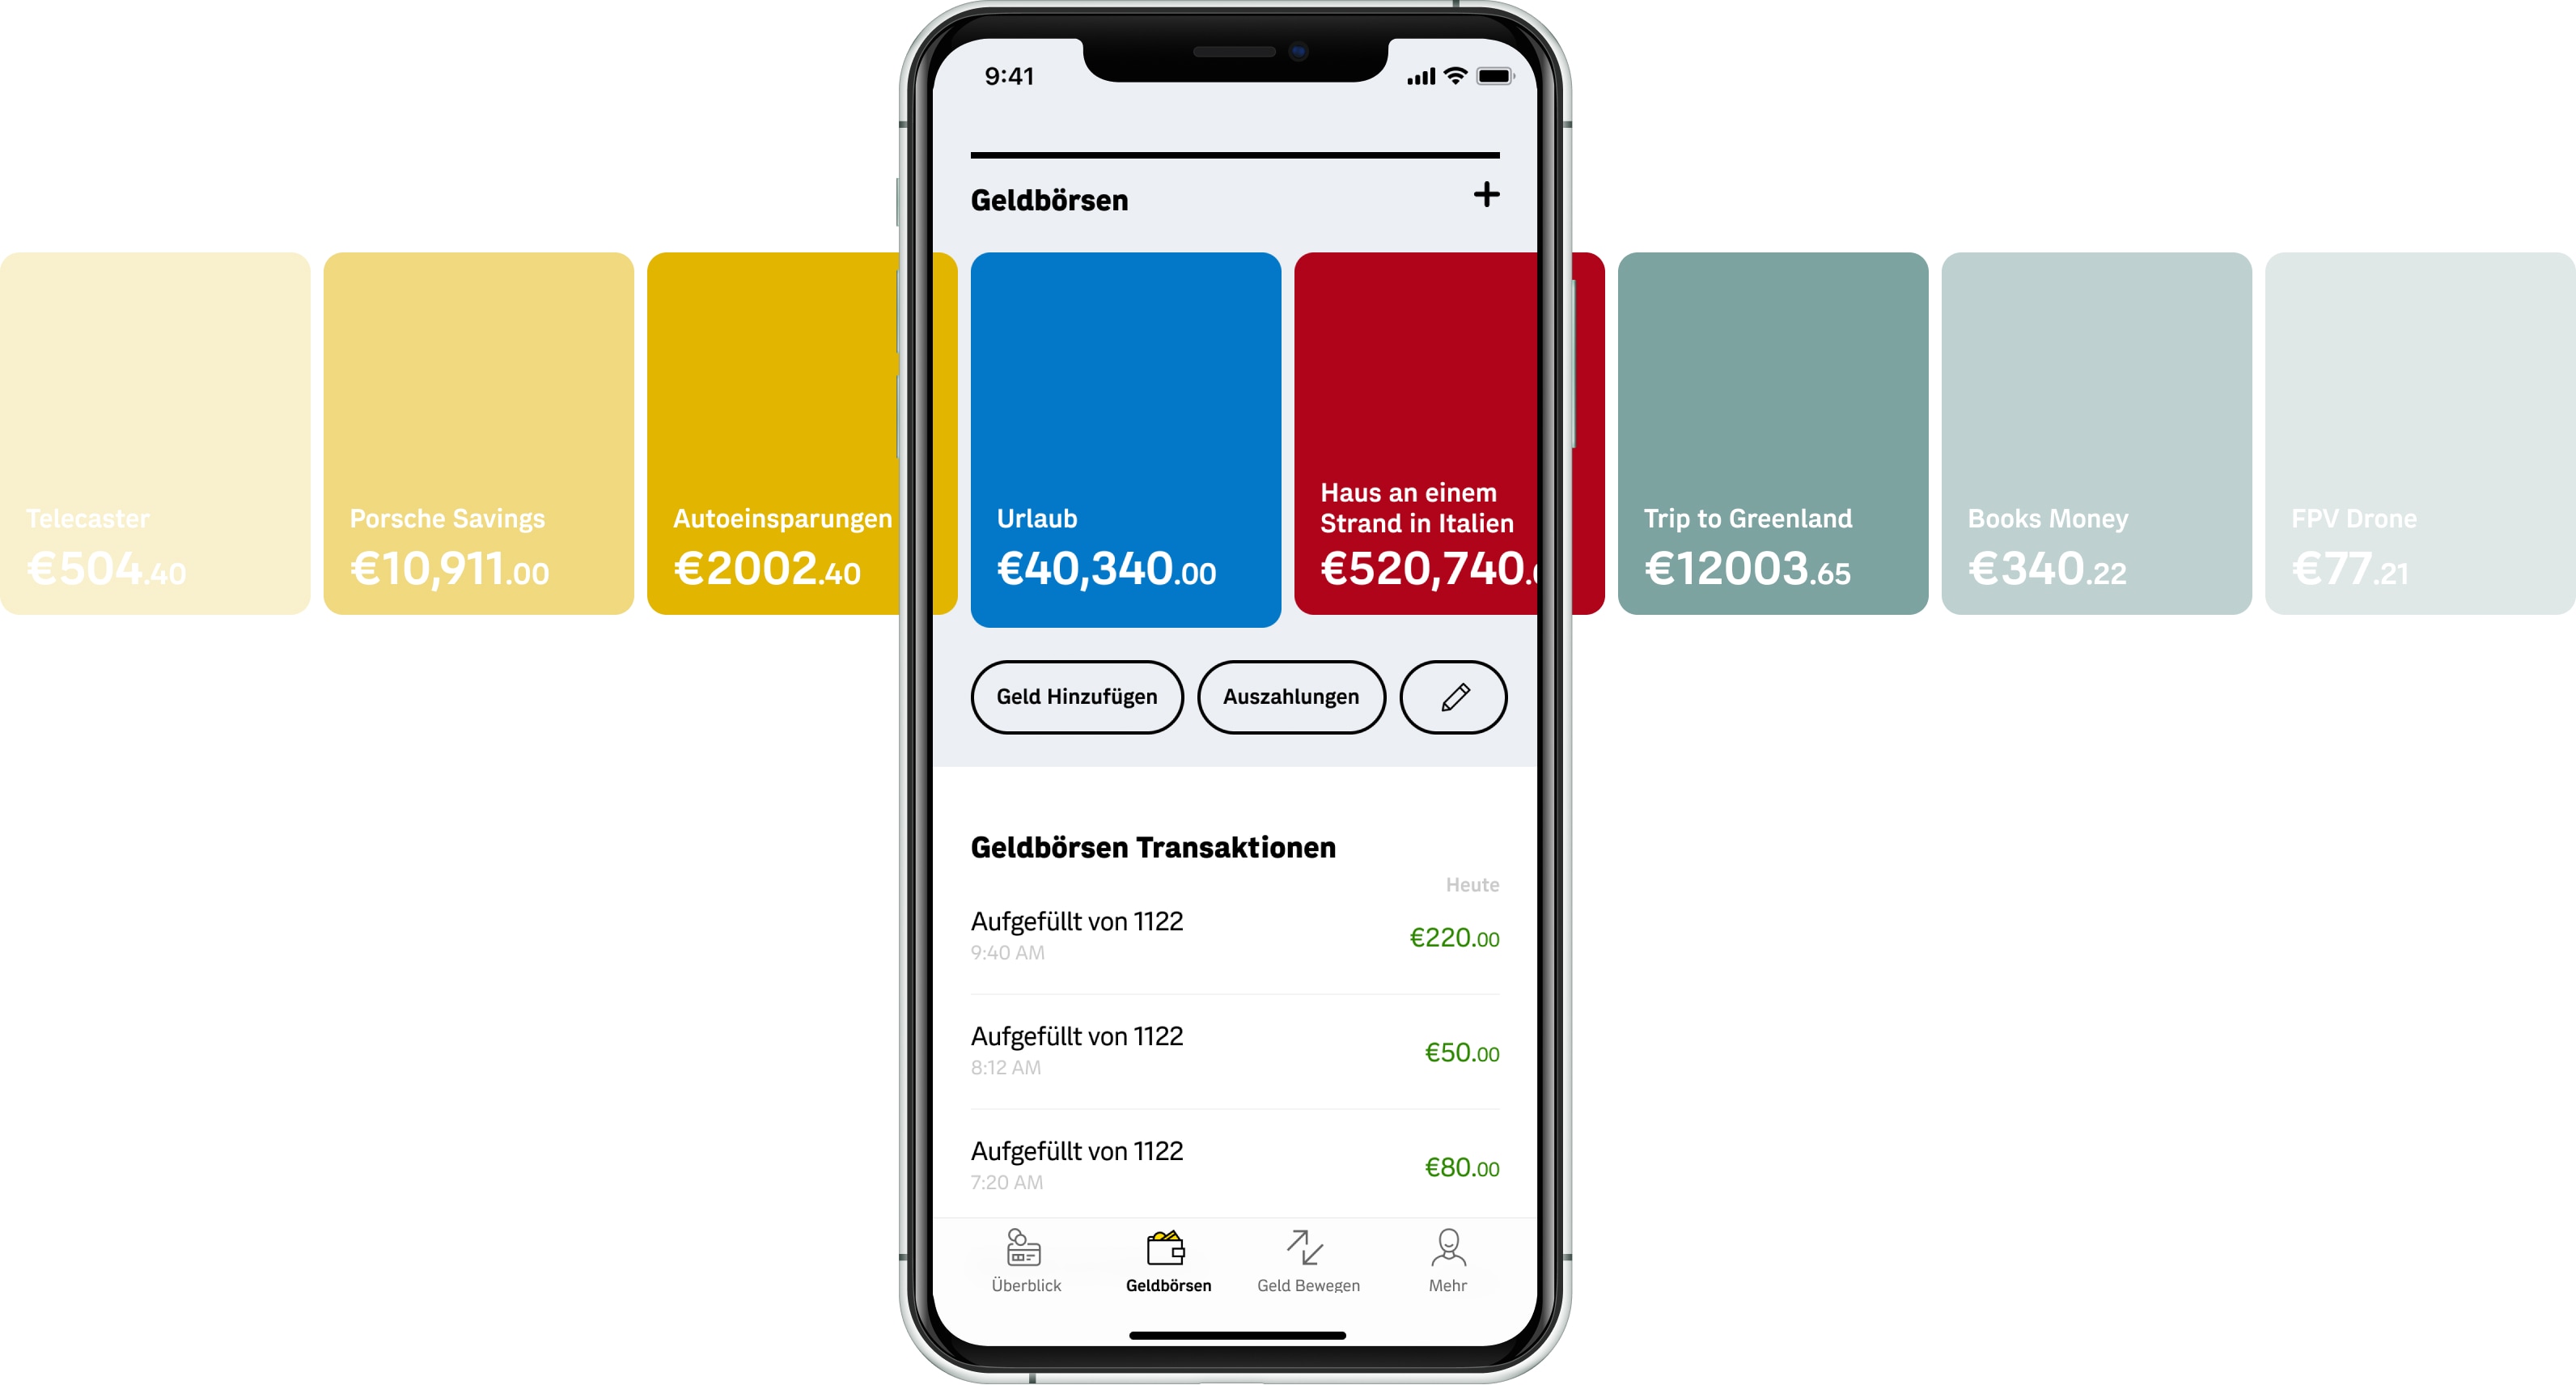 9:41
Geldbörsen
Telecaster
€504.40
Porsche Savings
€10,911.00
Autoeinsparungen
€2002.40
Urlaub
€40,340.00
Haus an einem
Strand in Italien
€520,740.
Trip to Greenland
€12003.65
Books Money
€340.22
FPV Drone
€77.21
Geld Hinzufügen
Auszahlungen
Geldbörsen Transaktionen
Heute
Aufgefüllt von 1122
€220.00
9:40 AM
Aufgefüllt von 1122
€50.00
8:12 AM
Aufgefüllt von 1122
€80.00
7:20 AM
Überblick
Geldbörsen
Geld Bewegen
Mehr